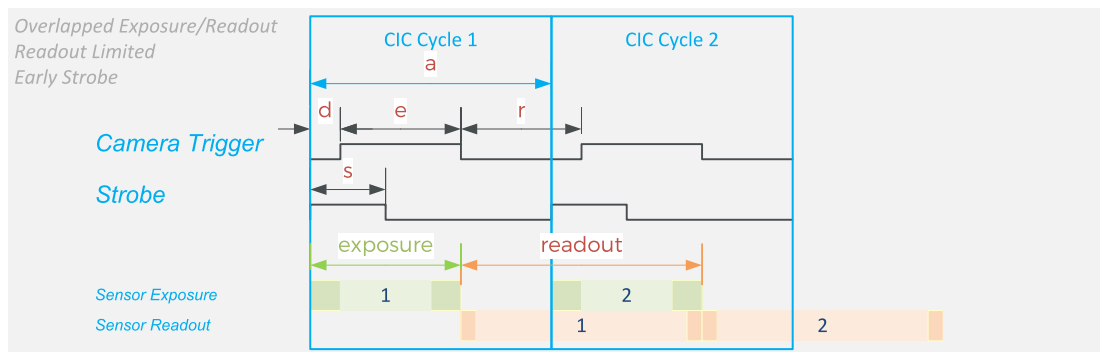 Overlapped Exposure/Readout
Readout Limited
Early Strobe
CIC Cycle 1
CIC Cycle 2
a
d
e
r
Camera Trigger
s
Strobe
exposure
readout
Sensor Exposure
1
2
Sensor Readout
1
2